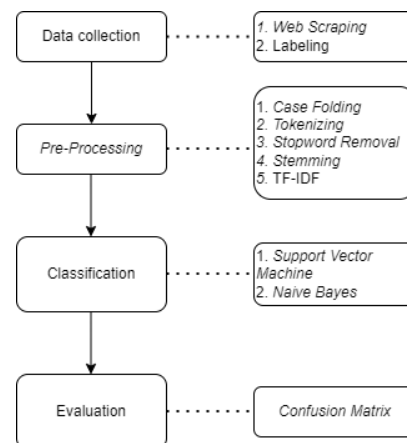 Data collection
1. Web Scraping
2. Labeling
Pre-Processing
1. Case Folding
2. Tokenizing
3. Stopword Removal
4. Stemming
5. TF-IDF
Classification
1. Support Vector
Machine
2. Naive Bayes
Evaluation
Confusion Matrix